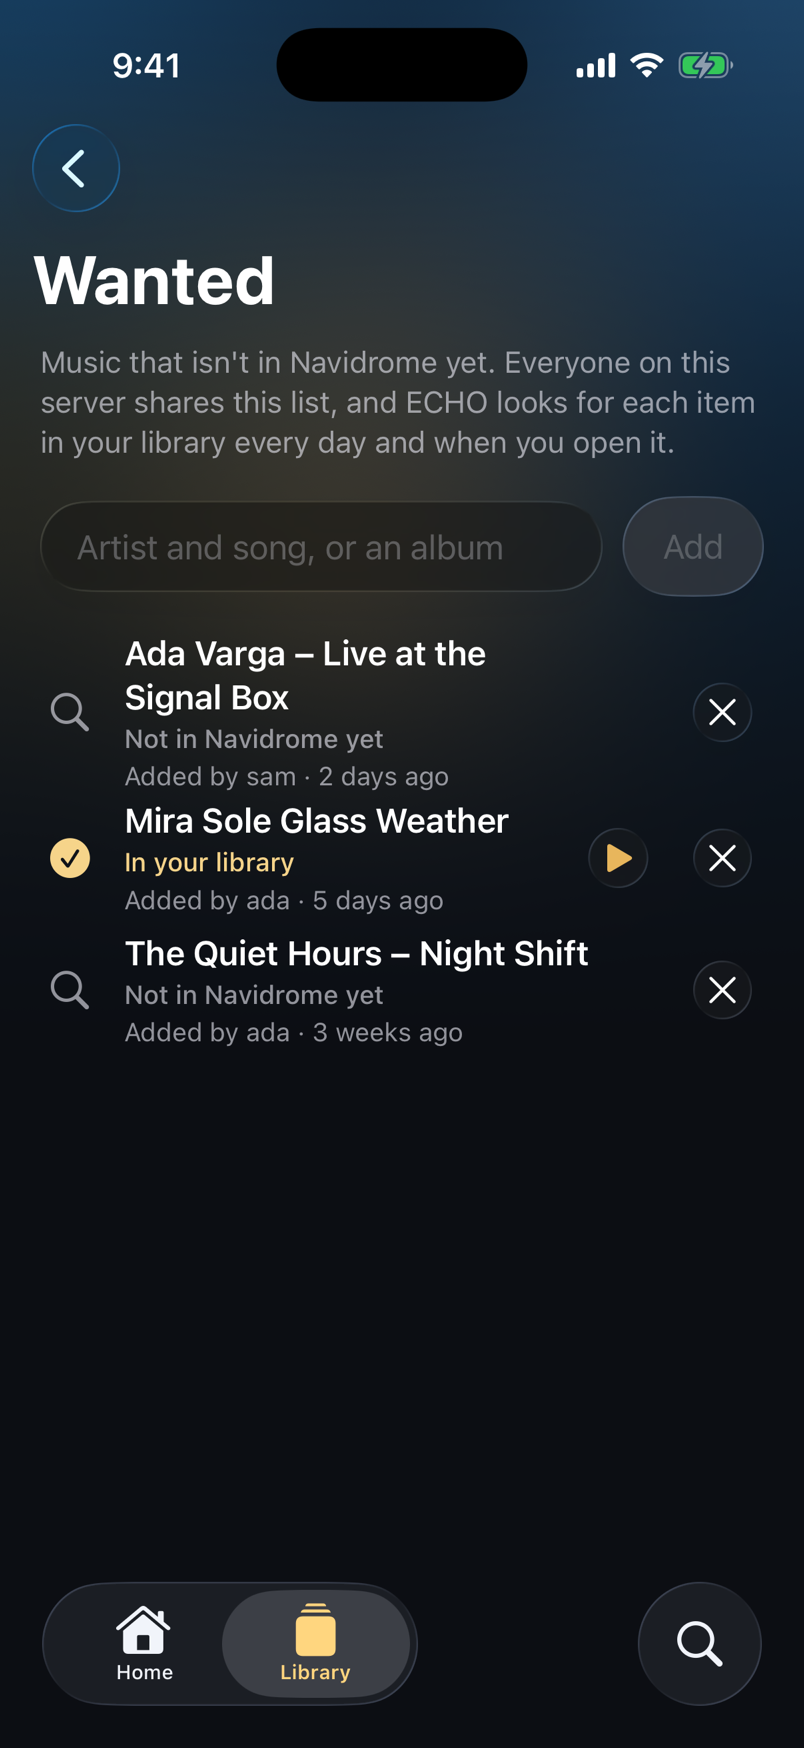 9:41
Wanted
Music that isn't in Navidrome yet. Everyone on this
server shares this list, and ECHO looks for each item
in your library every day and when you open it.
Artist and song, or an album
Add
Ada Varga – Live at the
Signal Box
Not in Navidrome yet
Added by sam · 2 days ago
Mira Sole Glass Weather
In your library
Added by ada · 5 days ago
The Quiet Hours – Night Shift
Not in Navidrome yet
Added by ada · 3 weeks ago
Home
Library